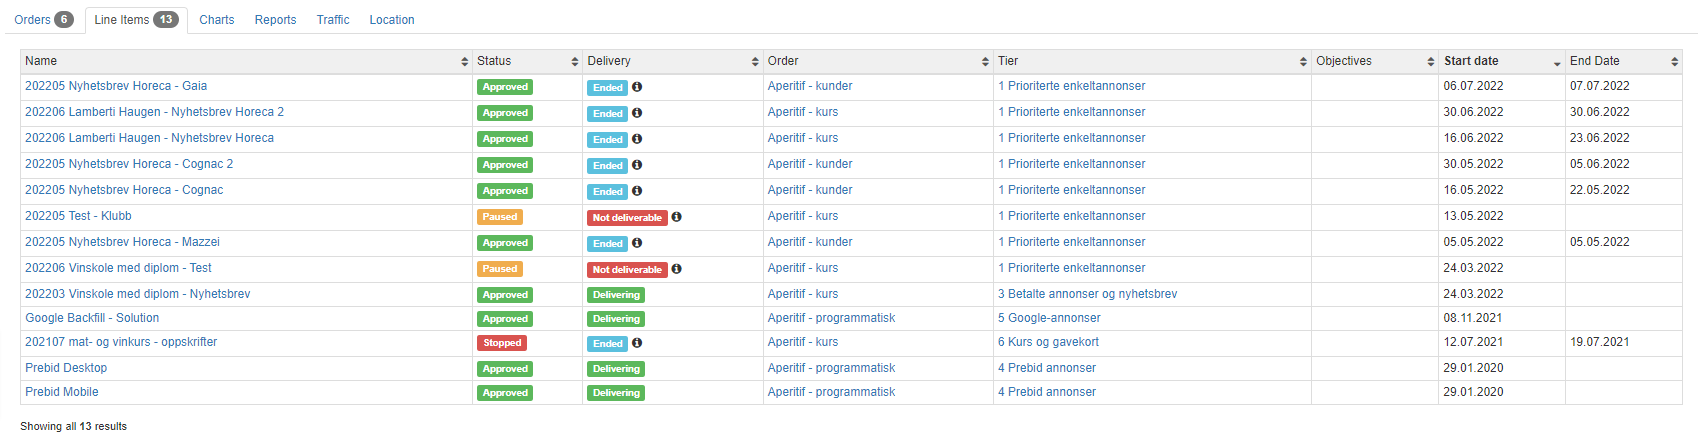 Orders 6 Line Items 13 Charts Reports Traffic Location
Name Status Delivery Order Tier Objectives Start date End Date
202205 Nyhetsbrev Horeca - Gaia Approved Ended Aperitif - kunder 1 Prioriterte enkeltannonser 06.07.2022 07.07.2022
202206 Lamberti Haugen - Nyhetsbrev Horeca 2 Approved Ended Aperitif - kurs 1 Prioriterte enkeltannonser 30.06.2022 30.06.2022
202206 Lamberti Haugen - Nyhetsbrev Horeca Approved Ended Aperitif - kurs 1 Prioriterte enkeltannonser 16.06.2022 23.06.2022
202205 Nyhetsbrev Horeca - Cognac 2 Approved Ended Aperitif - kunder 1 Prioriterte enkeltannonser 30.05.2022 05.06.2022
202205 Nyhetsbrev Horeca - Cognac Approved Ended Aperitif - kunder 1 Prioriterte enkeltannonser 16.05.2022 22.05.2022
202205 Test - Klubb Paused Not deliverable Aperitif - kurs 1 Prioriterte enkeltannonser 13.05.2022
202205 Nyhetsbrev Horeca - Mazzei Approved Ended Aperitif - kunder 1 Prioriterte enkeltannonser 05.05.2022 05.05.2022
202206 Vinskole med diplom - Test Paused Not deliverable Aperitif - kurs 1 Prioriterte enkeltannonser 24.03.2022
202203 Vinskole med diplom - Nyhetsbrev Approved Delivering Aperitif - kurs 3 Betalte annonser og nyhetsbrev 24.03.2022
Google Backfill - Solution Approved Delivering Aperitif - programmatisk 5 Google-annonser 08.11.2021
202107 mat- og vinkurs - oppskrifter Stopped Ended Aperitif - kurs 6 Kurs og gavekort 12.07.2021 19.07.2021
Prebid Desktop Approved Delivering Aperitif - programmatisk 4 Prebid annonser 29.01.2020
Prebid Mobile Approved Delivering Aperitif - programmatisk 4 Prebid annonser 29.01.2020
Showing all 13 results